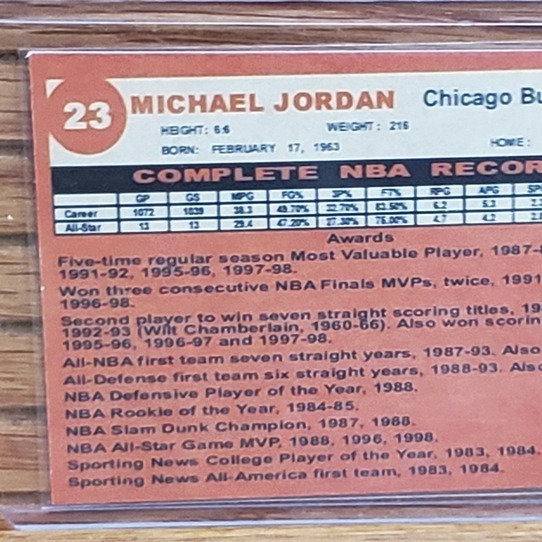 23 MICHAEL JORDAN Chicago Bu
HEIGHT: 6:6 WEIGHT: 216
BORN: FEBRUARY 17, 1963 HOME:
COMPLETE NBA RECOR
GP GS MPG FG% 3P% FT% RPG APG SP
Career 1072 1039 38.3 49.70% 32.70% 83.50% 6.2 5.3 2.3
All-Star 13 13 29.4 47.20% 27.30% 75.00% 4.7 4.2 2.8
Awards
Five-time regular season Most Valuable Player, 1987-8
1991-92, 1995-96, 1997-98.
Won three consecutive NBA Finals MVPs, twice, 1991
1996-98.
Second player to win seven straight scoring titles, 19
1992-93 (Wilt Chamberlain, 1960-66). Also won scorin
1995-96, 1996-97 and 1997-98.
All-NBA first team seven straight years, 1987-93. Also
All-Defense first team six straight years, 1988-93. Also
NBA Defensive Player of the Year, 1988.
NBA Rookie of the Year, 1984-85.
NBA Slam Dunk Champion, 1987, 1988.
NBA All-Star Game MVP, 1988, 1996, 1998.
Sporting News College Player of the Year, 1983, 1984.
Sporting News All-America first team, 1983, 1984.